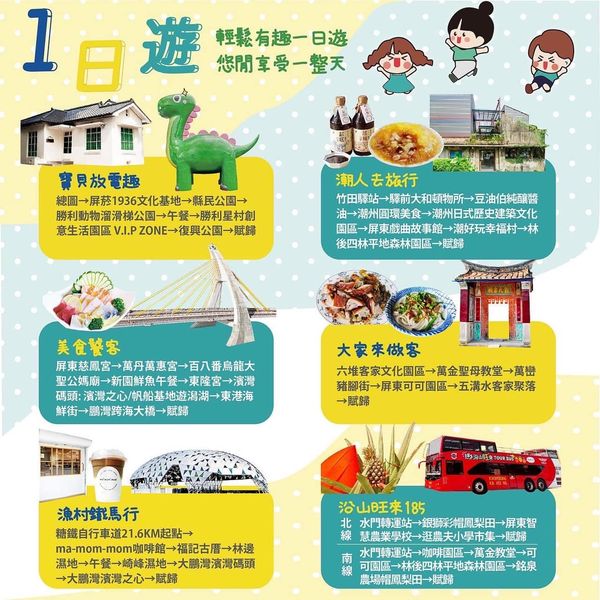 1日遊
輕鬆有趣一日遊
悠閒享受一整天
寶貝放電趣
總圖→屏菸1936文化基地→縣民公園→
勝利動物溜滑梯公園→午餐→勝利星村創
意生活園區 V.I.P ZONE→復興公園→賦歸
潮人去旅行
竹田驛站→驛前大和頓物所→豆油伯純釀醬
油→潮州圓環美食→潮州日式歷史建築文化
園區→屏東戲曲故事館→潮好玩幸福村→林
後四林平地森林園區→賦歸
美食饕客
屏東慈鳳宮→萬丹萬惠宮→百八番烏龍大
聖公媽廟→新園鮮魚午餐→東隆宮→濱灣
碼頭: 濱灣之心/帆船基地遊潟湖→東港海
鮮街→鵬灣跨海大橋→賦歸
大家來做客
六堆客家文化園區→萬金聖母教堂→萬巒
豬腳街→屏東可可園區→五溝水客家聚落
→賦歸
漁村鐵馬行
糖鐵自行車道21.6KM起點→
ma-mom-mom咖啡館→福記古厝→林邊
濕地→午餐→崎峰濕地→大鵬灣濱灣碼頭
→大鵬灣濱灣之心→賦歸
TOUR BUS
沿山旺來185
北線 水門轉運站→銀獅彩帽鳳梨田→屏東智
慧農業學校→逛農夫小學市集→賦歸
南線 水門轉運站→咖啡園區→萬金教堂→可
可園區→林後四林平地森林園區→銘泉
農場帽鳳梨田→賦歸